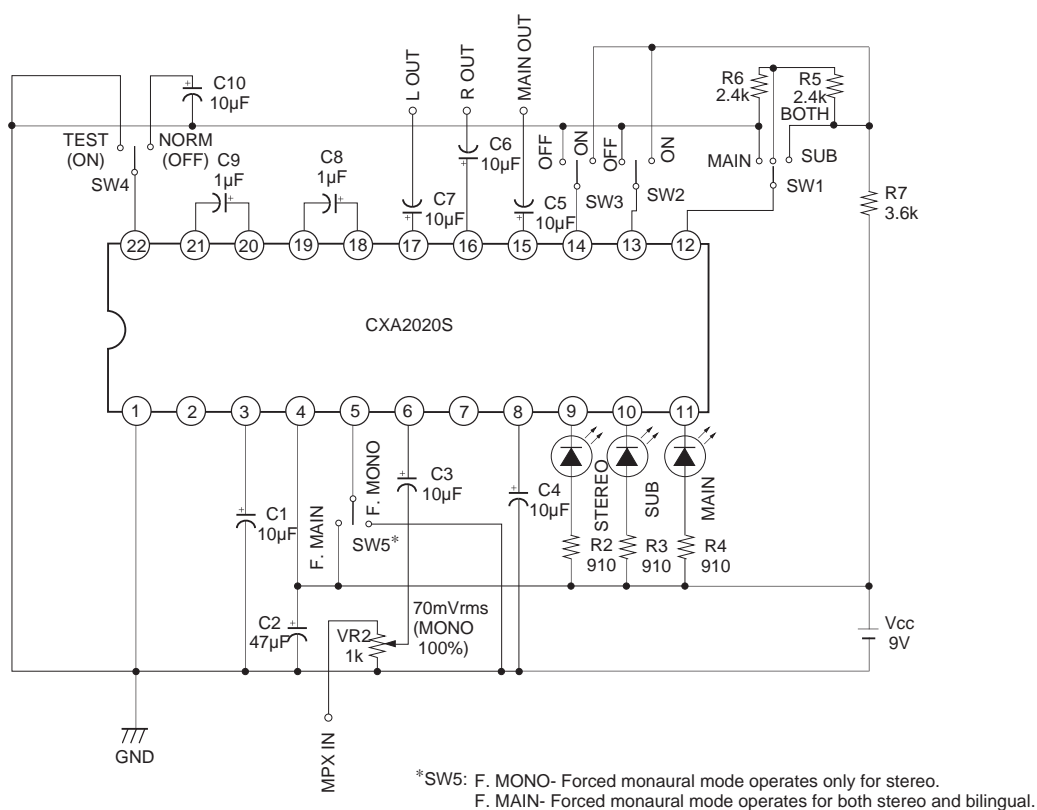 L OUT
R OUT
MAIN OUT
C10
10µF
R6
2.4k
R5
2.4k
BOTH
TEST
(ON)
NORM
(OFF)
SW4
C9
1µF
C8
1µF
C7
10µF
C6
10µF
C5
10µF
OFF
ON
SW3
OFF
ON
SW2
MAIN
SUB
SW1
R7
3.6k
22
21
20
19
18
17
16
15
14
13
12
CXA2020S
1
2
3
4
5
6
7
8
9
10
11
C1
10µF
F. MAIN
F. MONO
SW5*
C3
10µF
C4
10µF
STEREO
SUB
MAIN
R2
910
R3
910
R4
910
C2
47µF
VR2
1k
70mVrms
(MONO
100%)
Vcc
9V
GND
MPX IN
*SW5: F. MONO- Forced monaural mode operates only for stereo.
F. MAIN- Forced monaural mode operates for both stereo and bilingual.